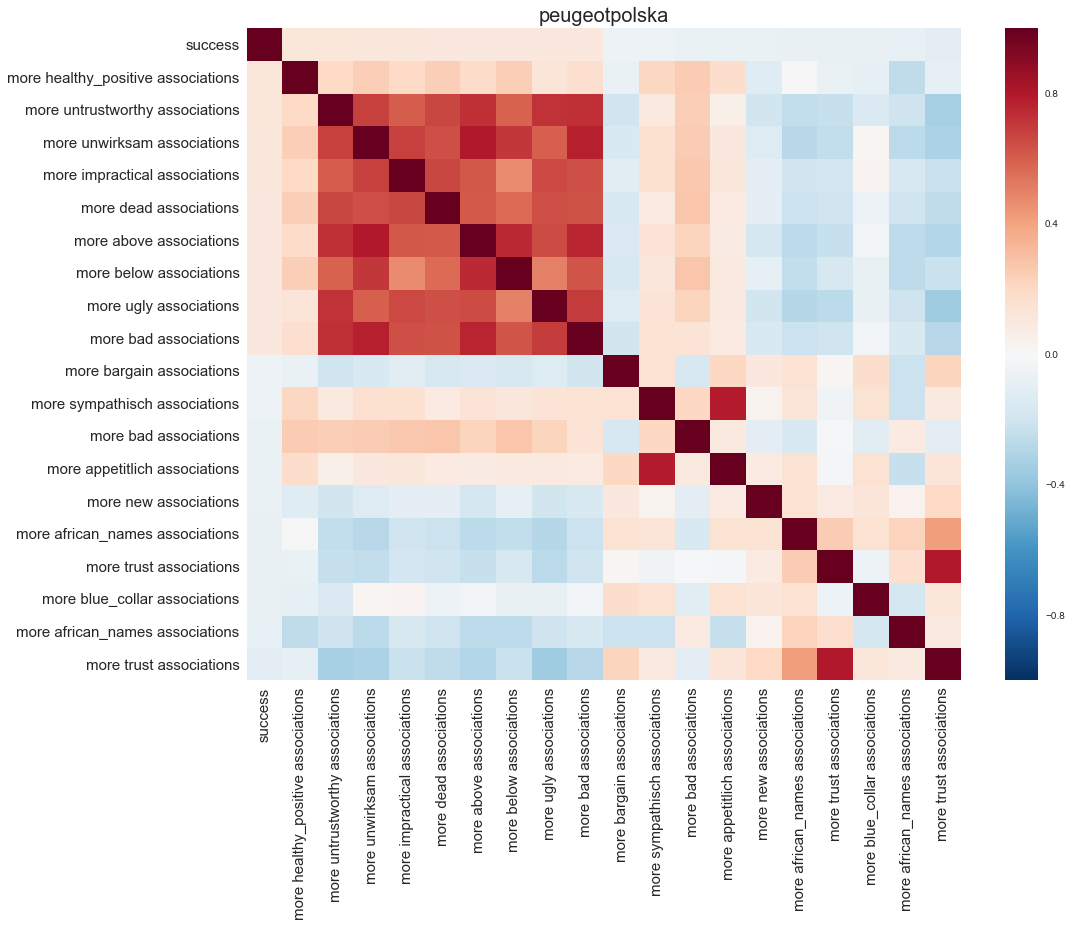 peugeotpolska
success
more healthy_positive associations
more untrustworthy associations
more unwirksam associations
more impractical associations
more dead associations
more above associations
more below associations
more ugly associations
more bad associations
more bargain associations
more sympathisch associations
more bad associations
more appetitlich associations
more new associations
more african_names associations
more trust associations
more blue_collar associations
more african_names associations
more trust associations
success
more healthy_positive associations
more untrustworthy associations
more unwirksam associations
more impractical associations
more dead associations
more above associations
more below associations
more ugly associations
more bad associations
more bargain associations
more sympathisch associations
more bad associations
more appetitlich associations
more new associations
more african_names associations
more trust associations
more blue_collar associations
more african_names associations
more trust associations
0.8
0.4
0.0
−0.4
−0.8